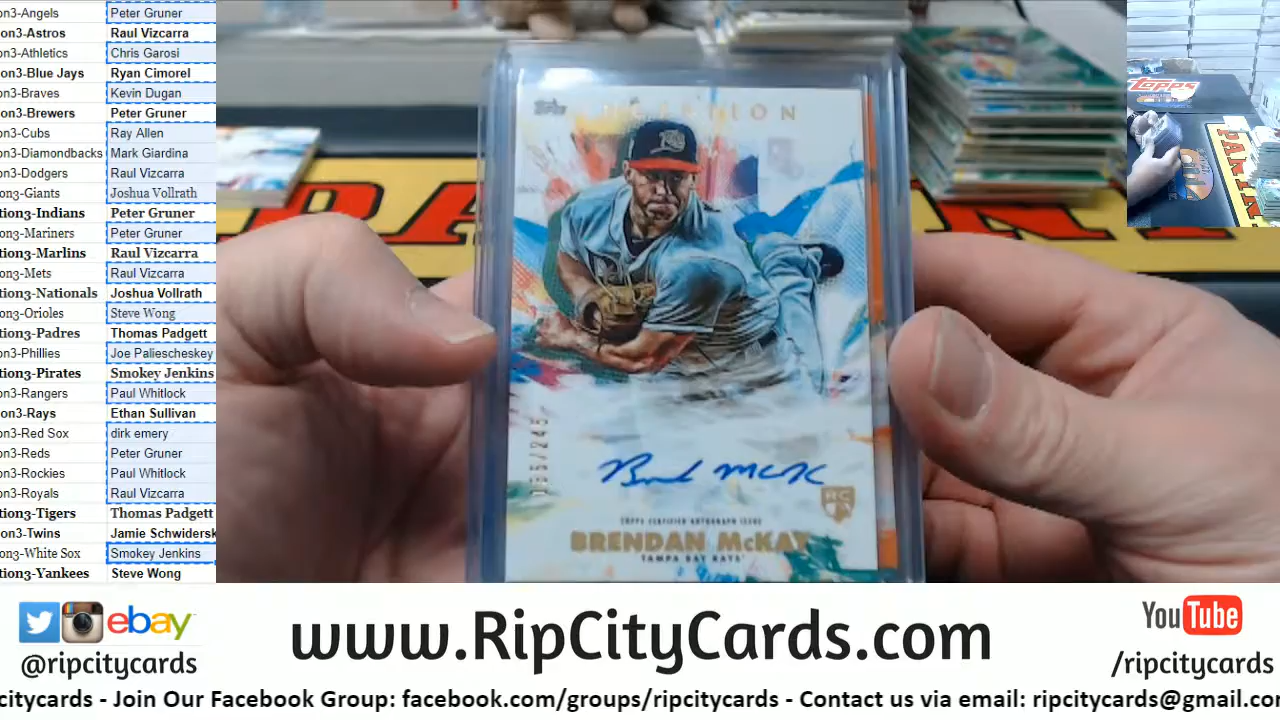 on3-Angels Peter Gruner
on3-Astros Raul Vizcarra
on3-Athletics Chris Garosi
on3-Blue Jays Ryan Cimorel
on3-Braves Kevin Dugan
on3-Brewers Peter Gruner
on3-Cubs Ray Allen
on3-Diamondbacks Mark Giardina
on3-Dodgers Raul Vizcarra
on3-Giants Joshua Vollrath
tion3-Indians Peter Gruner
on3-Mariners Peter Gruner
tion3-Marlins Raul Vizcarra
on3-Mets Raul Vizcarra
tion3-Nationals Joshua Vollrath
on3-Orioles Steve Wong
tion3-Padres Thomas Padgett
on3-Phillies Joe Paliescheskey
tion3-Pirates Smokey Jenkins
on3-Rangers Paul Whitlock
on3-Rays Ethan Sullivan
on3-Red Sox dirk emery
on3-Reds Peter Gruner
on3-Rockies Paul Whitlock
on3-Royals Raul Vizcarra
tion3-Tigers Thomas Padgett
on3-Twins Jamie Schwidersk
on3-White Sox Smokey Jenkins
tion3-Yankees Steve Wong
Topps
RC
TOPPS CERTIFIED AUTOGRAPH ISSUE
BRENDAN McKAY
TAMPA BAY RAYS
Topps
ebay
@ripcitycards
www.RipCityCards.com
YouTube
/ripcitycards
citycards - Join Our Facebook Group: facebook.com/groups/ripcitycards - Contact us via email: ripcitycards@gmail.co